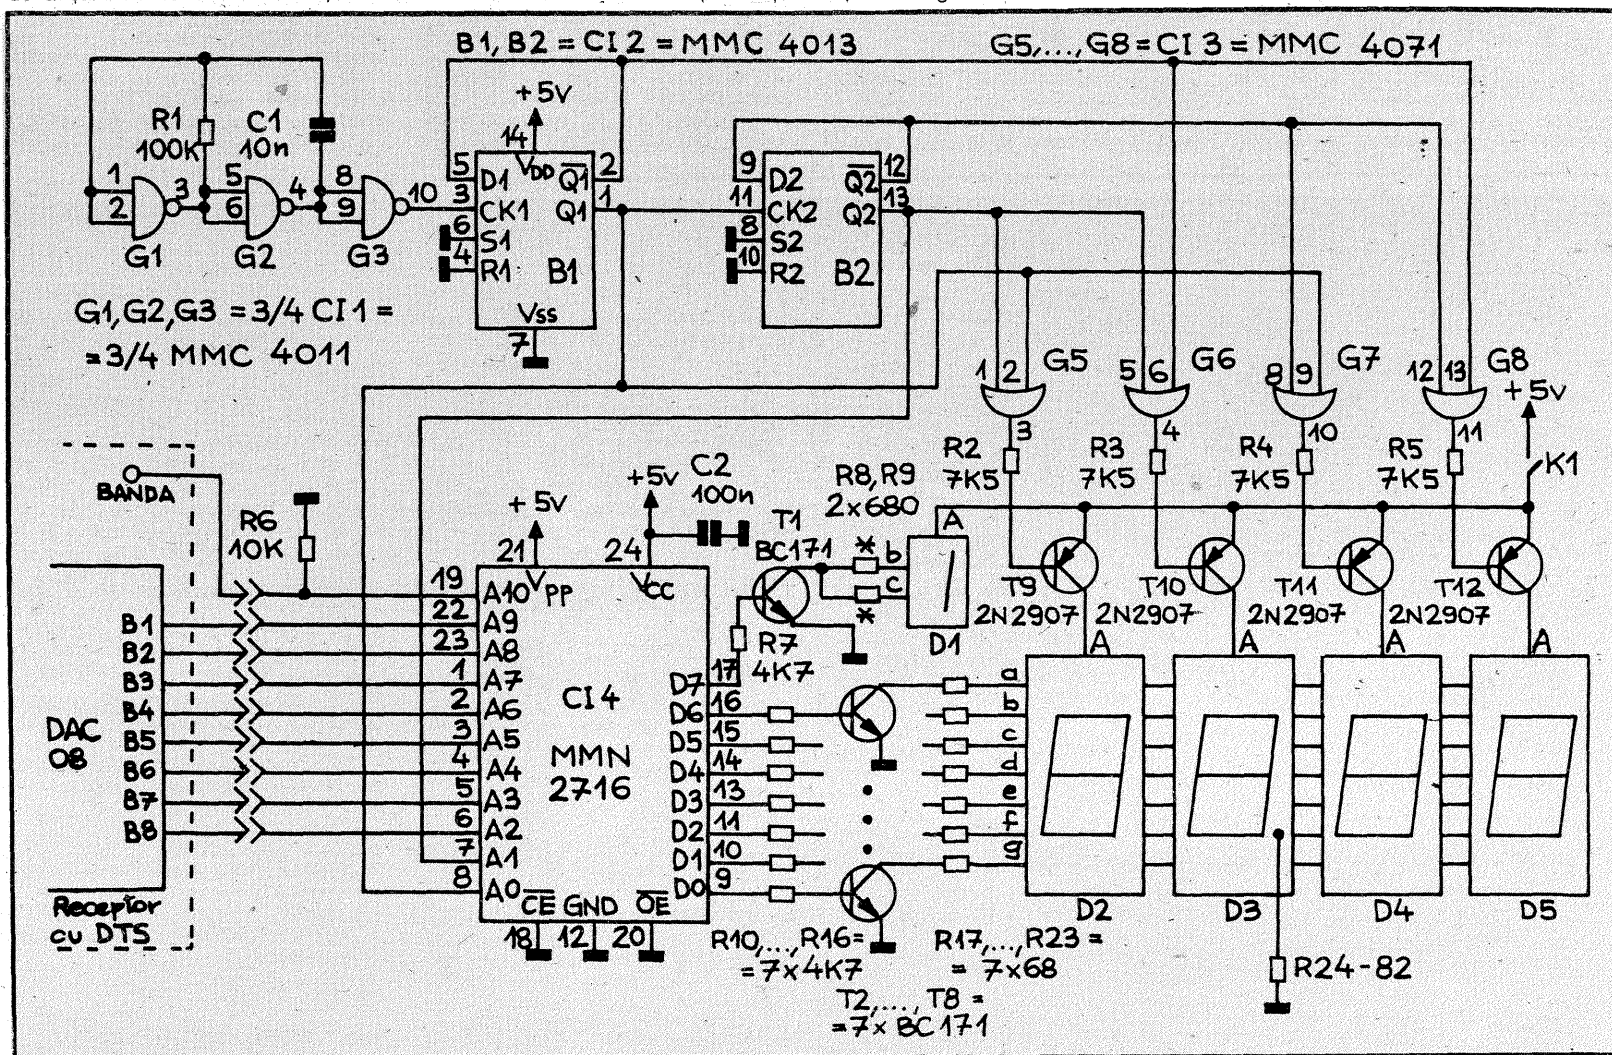 B1, B2 = CI 2 = MMC 4013
G5,...,G8 = CI 3 = MMC 4071
+5V
14
R1
100K
C1
10n
1
2
3
5
6
4
8
9
10
G1
G2
G3
G1, G2, G3 = 3/4 CI 1 =
= 3/4 MMC 4011
5
3
6
4
D1
CK1
S1
R1
VDD
Q1
Q1
B1
Vss
7
2
1
9
11
8
10
D2
CK2
S2
R2
Q2
Q2
B2
12
13
1
2
G5
5
6
G6
8
9
G7
12
13
G8
+5V
3
4
10
11
R2
7K5
R3
7K5
R4
7K5
R5
7K5
K1
BANDA
R6
10K
+5V
21
+5V
24
C2
100n
T1
BC171
R8, R9
2x680
*
*
b
c
A
D1
R7
4K7
T9
2N2907
T10
2N2907
T11
2N2907
T12
2N2907
DAC
08
B1
B2
B3
B4
B5
B6
B7
B8
Receptor
cu DTS
19
22
23
1
2
3
4
5
6
7
8
VPP
VCC
A10
A9
A8
A7
A6
A5
A4
A3
A2
A1
A0
CI 4
MMN
2716
D7
D6
D5
D4
D3
D2
D1
D0
17
16
15
14
13
11
10
9
CE GND OE
18
12
20
a
b
c
d
e
f
g
A
A
A
A
D2
D3
D4
D5
R10,..., R16 =
= 7x4K7
R17,..., R23 =
= 7x68
T2,..., T8 =
= 7x BC171
R24-82